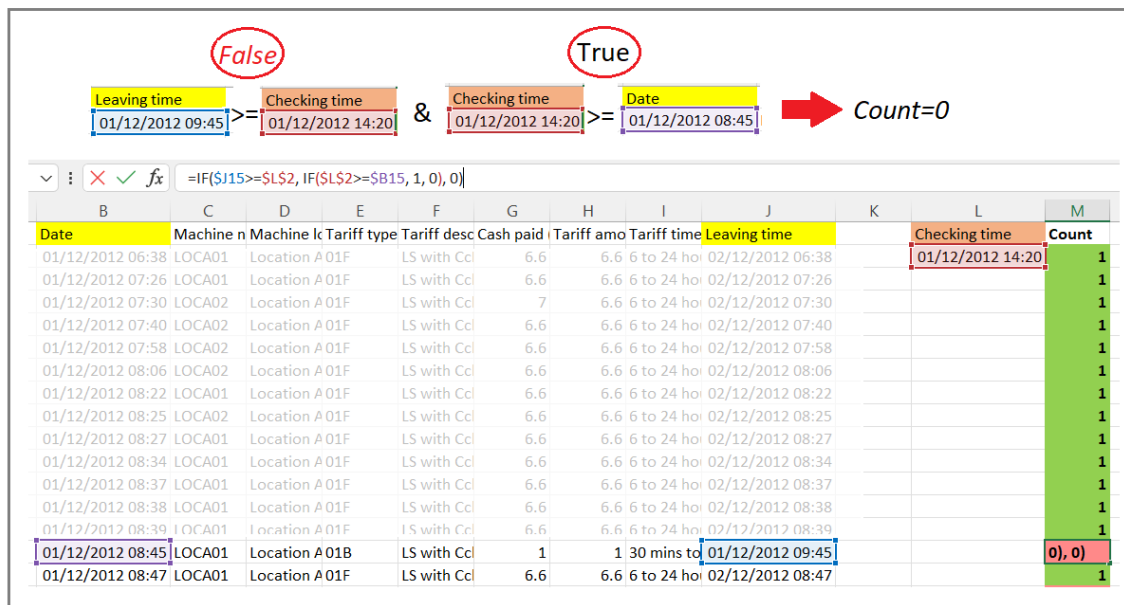 False True
Leaving time Checking time Checking time Date
01/12/2012 09:45 >= 01/12/2012 14:20 & 01/12/2012 14:20 >= 01/12/2012 08:45 Count=0
fx =IF($J15>=$L$2, IF($L$2>=$B15, 1, 0), 0)
B C D E F G H I J K L M
Date Machine n Machine lo Tariff type Tariff desc Cash paid Tariff amo Tariff time Leaving time Checking time Count
01/12/2012 06:38 LOCA01 Location A 01F LS with Ccl 6.6 6.6 6 to 24 hou 02/12/2012 06:38 01/12/2012 14:20 1
01/12/2012 07:26 LOCA01 Location A 01F LS with Ccl 6.6 6.6 6 to 24 hou 02/12/2012 07:26 1
01/12/2012 07:30 LOCA02 Location A 01F LS with Ccl 7 6.6 6 to 24 hou 02/12/2012 07:30 1
01/12/2012 07:40 LOCA02 Location A 01F LS with Ccl 6.6 6.6 6 to 24 hou 02/12/2012 07:40 1
01/12/2012 07:58 LOCA02 Location A 01F LS with Ccl 6.6 6.6 6 to 24 hou 02/12/2012 07:58 1
01/12/2012 08:06 LOCA02 Location A 01F LS with Ccl 6.6 6.6 6 to 24 hou 02/12/2012 08:06 1
01/12/2012 08:22 LOCA01 Location A 01F LS with Ccl 6.6 6.6 6 to 24 hou 02/12/2012 08:22 1
01/12/2012 08:25 LOCA02 Location A 01F LS with Ccl 6.6 6.6 6 to 24 hou 02/12/2012 08:25 1
01/12/2012 08:27 LOCA01 Location A 01F LS with Ccl 6.6 6.6 6 to 24 hou 02/12/2012 08:27 1
01/12/2012 08:34 LOCA01 Location A 01F LS with Ccl 6.6 6.6 6 to 24 hou 02/12/2012 08:34 1
01/12/2012 08:37 LOCA01 Location A 01F LS with Ccl 6.6 6.6 6 to 24 hou 02/12/2012 08:37 1
01/12/2012 08:38 LOCA01 Location A 01F LS with Ccl 6.6 6.6 6 to 24 hou 02/12/2012 08:38 1
01/12/2012 08:39 LOCA01 Location A 01F LS with Ccl 6.6 6.6 6 to 24 hou 02/12/2012 08:39 1
01/12/2012 08:45 LOCA01 Location A 01B LS with Ccl 1 1 30 mins to 01/12/2012 09:45 0), 0)
01/12/2012 08:47 LOCA01 Location A 01F LS with Ccl 6.6 6.6 6 to 24 hou 02/12/2012 08:47 1